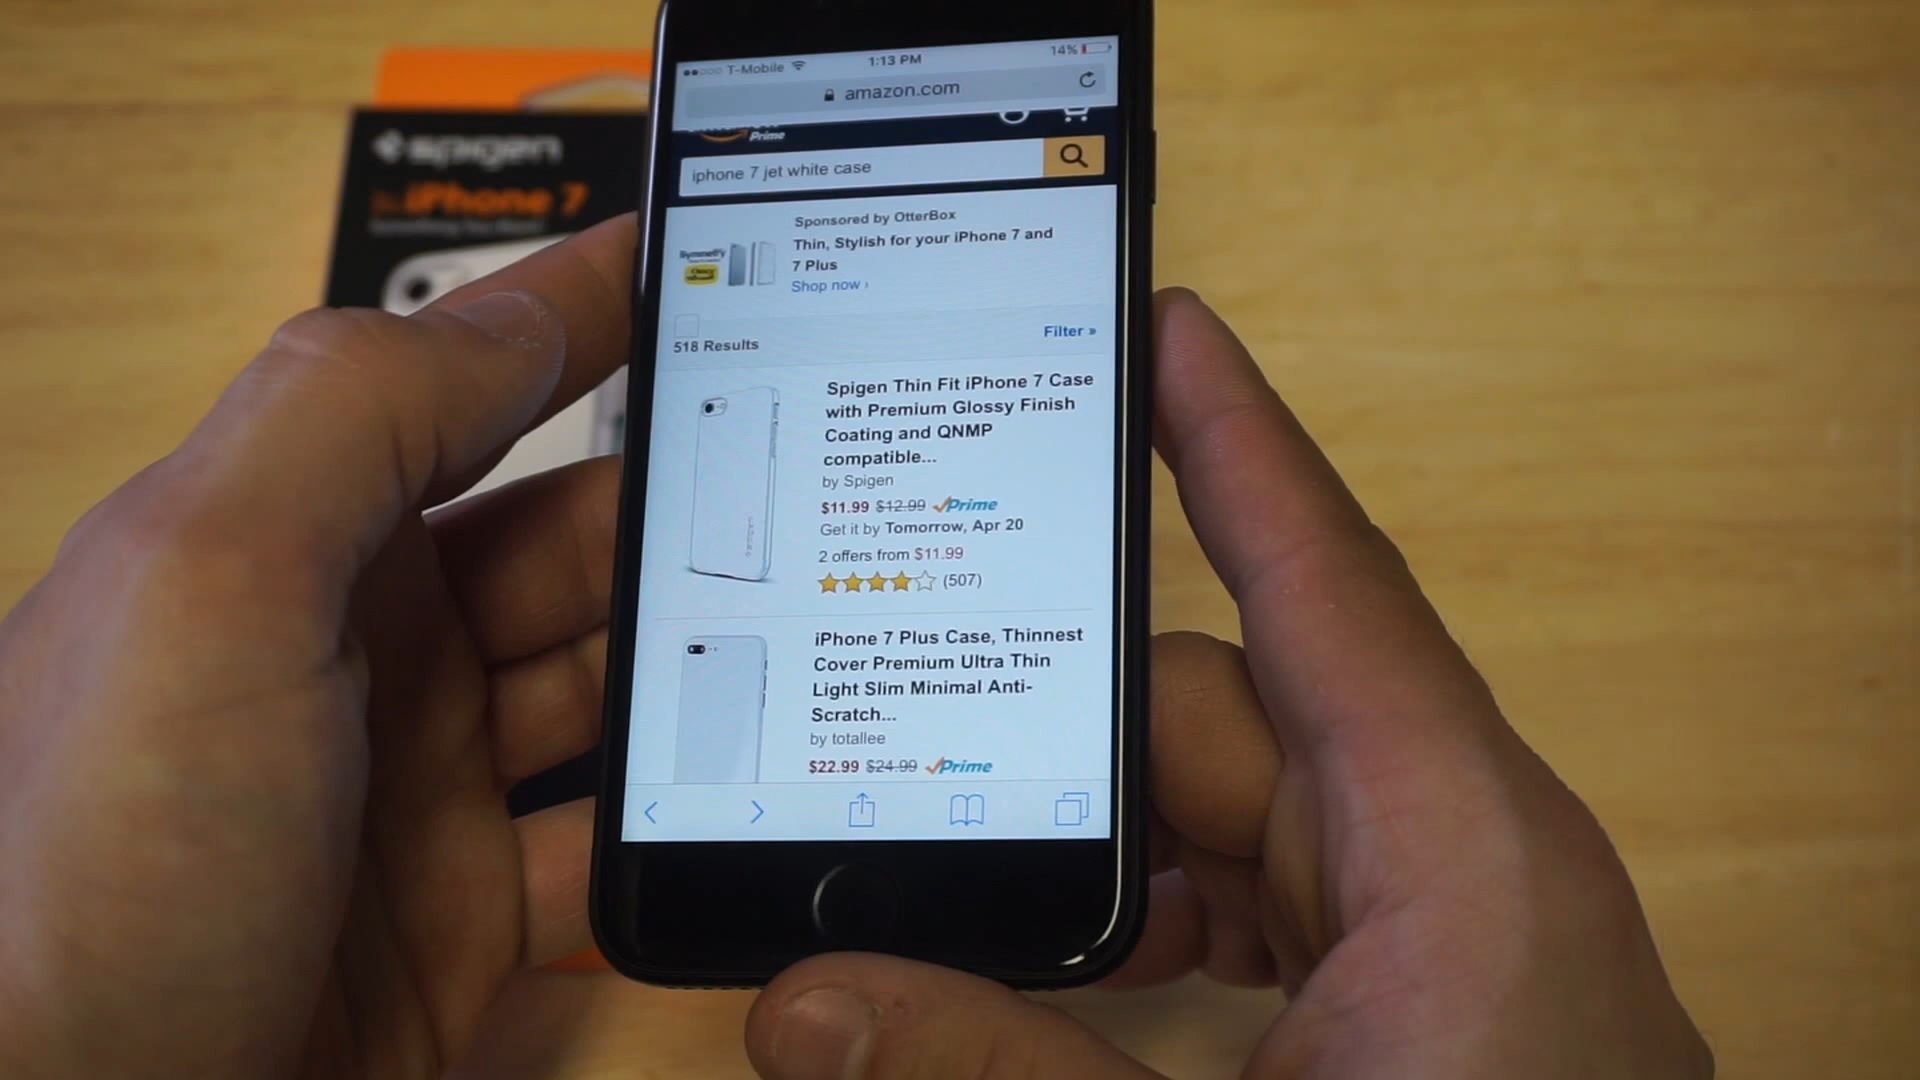 spigen
iPhone 7
T-Mobile 1:13 PM 14%
amazon.com
Prime
iphone 7 jet white case
Sponsored by OtterBox
Symmetry
Thin, Stylish for your iPhone 7 and
7 Plus
Shop now ›
518 Results
Filter »
Spigen Thin Fit iPhone 7 Case
with Premium Glossy Finish
Coating and QNMP
compatible...
by Spigen
$11.99 $12.99 Prime
Get it by Tomorrow, Apr 20
2 offers from $11.99
(507)
iPhone 7 Plus Case, Thinnest
Cover Premium Ultra Thin
Light Slim Minimal Anti-
Scratch...
by totallee
$22.99 $24.99 Prime